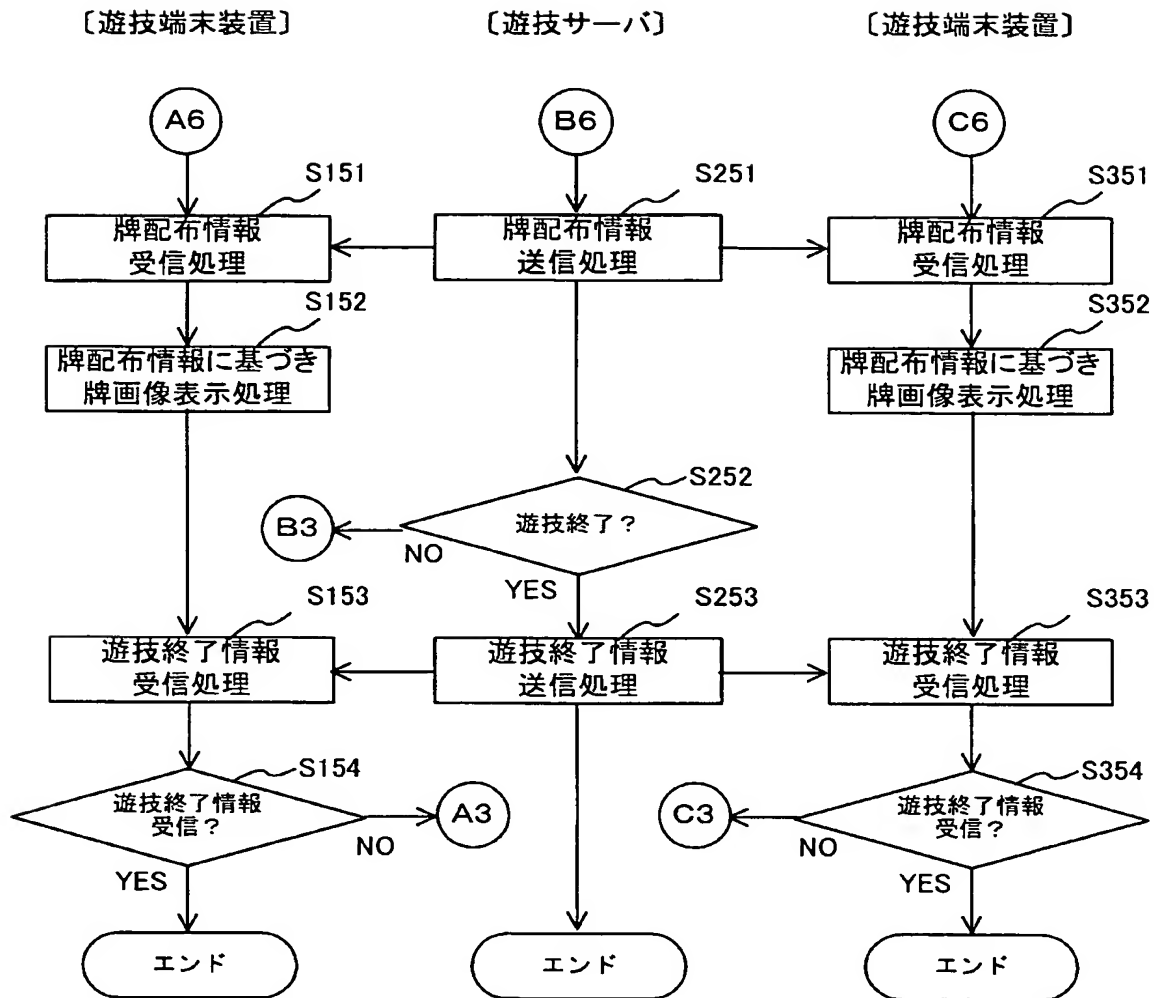 〔遊技端末装置〕
〔遊技サーバ〕
〔遊技端末装置〕
A6
B6
C6
S151
S251
S351
牌配布情報
受信処理
牌配布情報
送信処理
牌配布情報
受信処理
S152
S352
牌配布情報に基づき
牌画像表示処理
牌配布情報に基づき
牌画像表示処理
S252
遊技終了？
B3
NO
YES
S153
S253
S353
遊技終了情報
受信処理
遊技終了情報
送信処理
遊技終了情報
受信処理
S154
S354
遊技終了情報
受信？
A3
NO
YES
C3
遊技終了情報
受信？
NO
YES
エンド
エンド
エンド